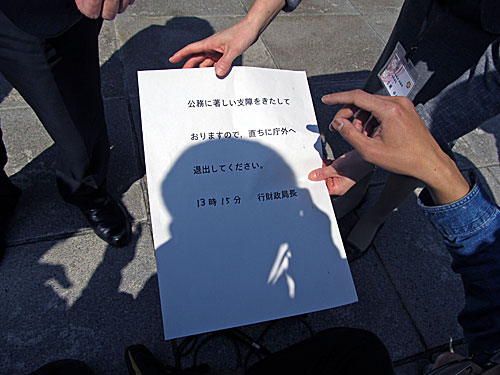 公務に著しい支障をきたして
おりますので，直ちに庁外へ
退出してください。
13時15分　行財政局長